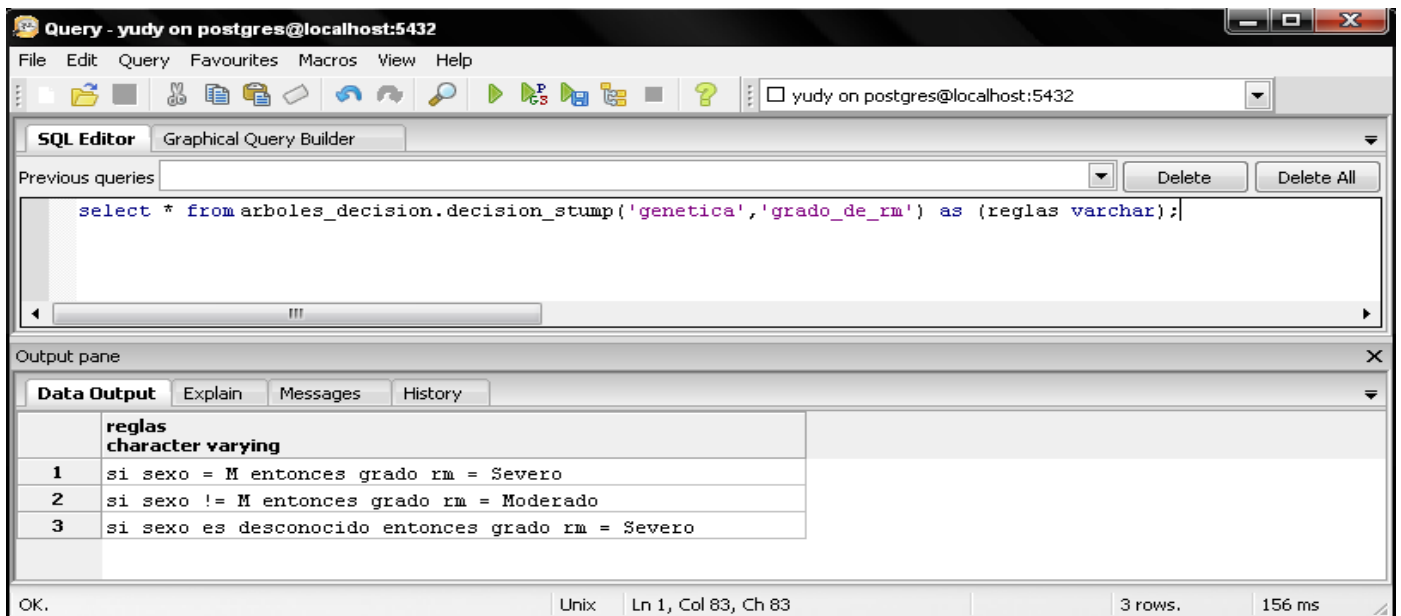 Query - yudy on postgres@localhost:5432
File Edit Query Favourites Macros View Help
yudy on postgres@localhost:5432
SQL Editor Graphical Query Builder
Previous queries Delete Delete All
select * from arboles_decision.decision_stump('genetica','grado_de_rm') as (reglas varchar);
Output pane
Data Output Explain Messages History
reglas
character varying
1 si sexo = M entonces grado rm = Severo
2 si sexo != M entonces grado rm = Moderado
3 si sexo es desconocido entonces grado rm = Severo
OK. Unix Ln 1, Col 83, Ch 83 3 rows. 156 ms